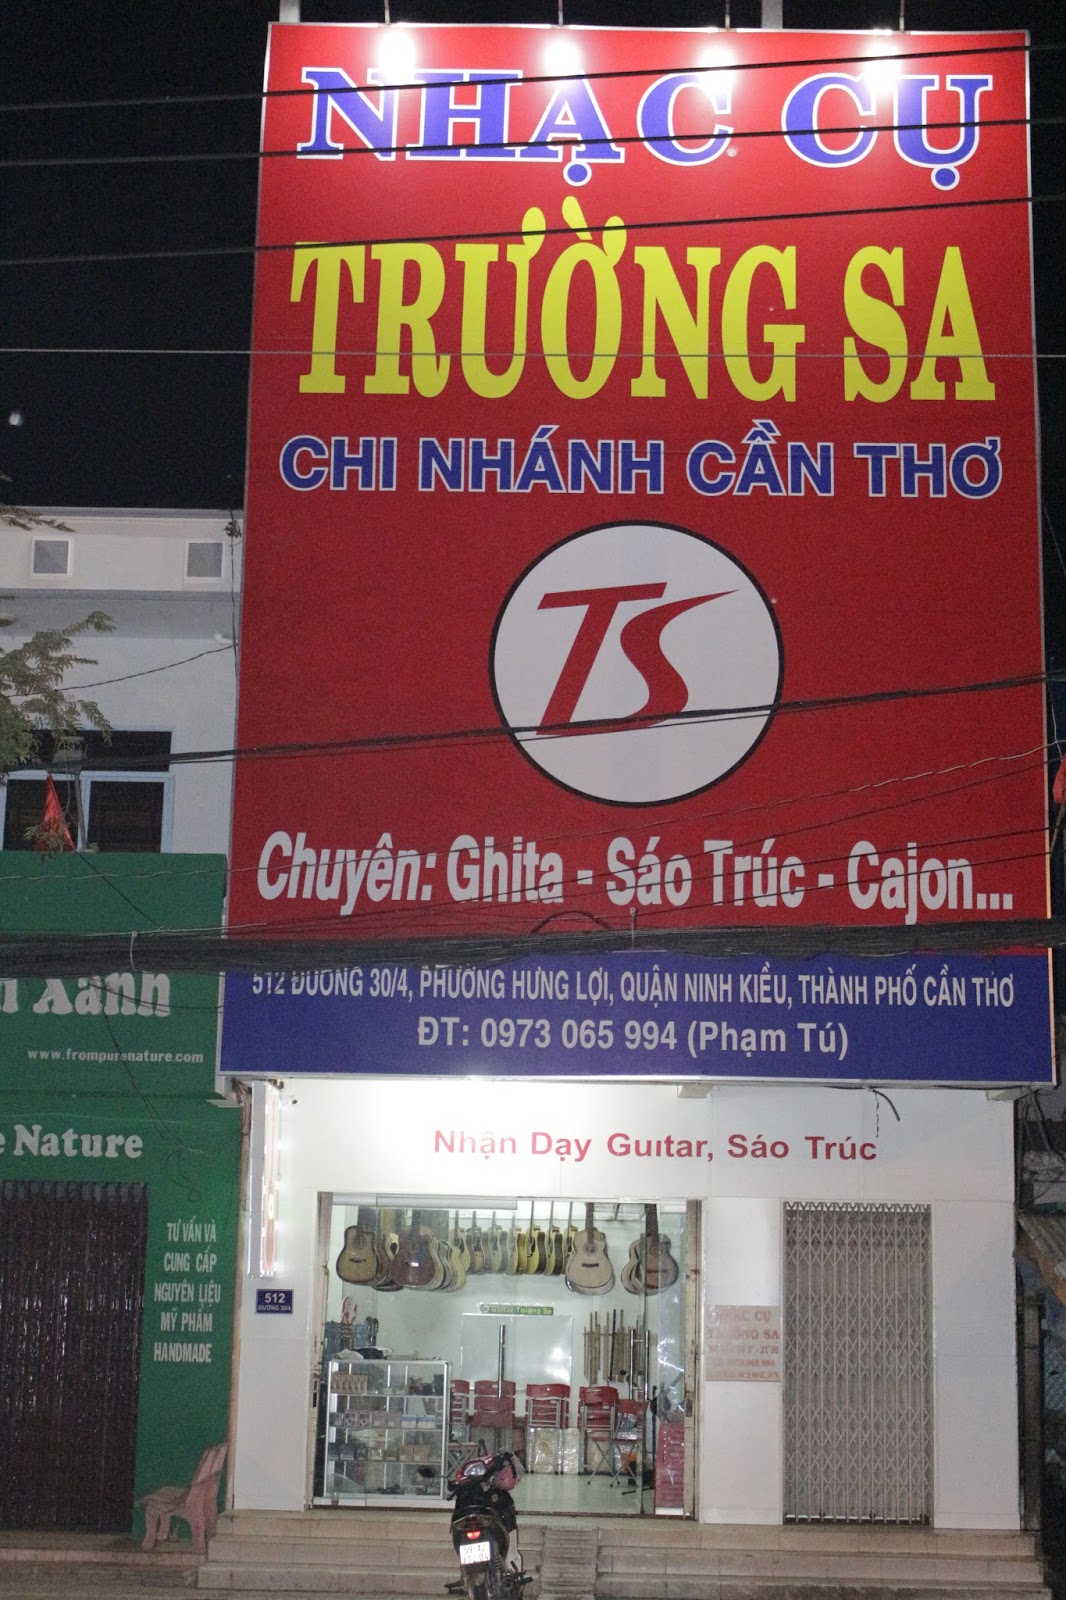 NHẠC CỤ
TRƯỜNG SA
CHI NHÁNH CẦN THƠ
TS
Chuyên: Ghita - Sáo Trúc - Cajon...
512 ĐƯỜNG 30/4, PHƯỜNG HƯNG LỢI, QUẬN NINH KIỀU, THÀNH PHỐ CẦN THƠ
ĐT: 0973 065 994 (Phạm Tú)
Nhận Dạy Guitar, Sáo Trúc
Xanh
www.frompurenature.com
Nature
TƯ VẤN VÀ
CUNG CẤP
NGUYÊN LIỆU
MỸ PHẨM
HANDMADE
512
ĐƯỜNG 30/4
Guitar Trường Sa
NHẠC CỤ
TRƯỜNG SA